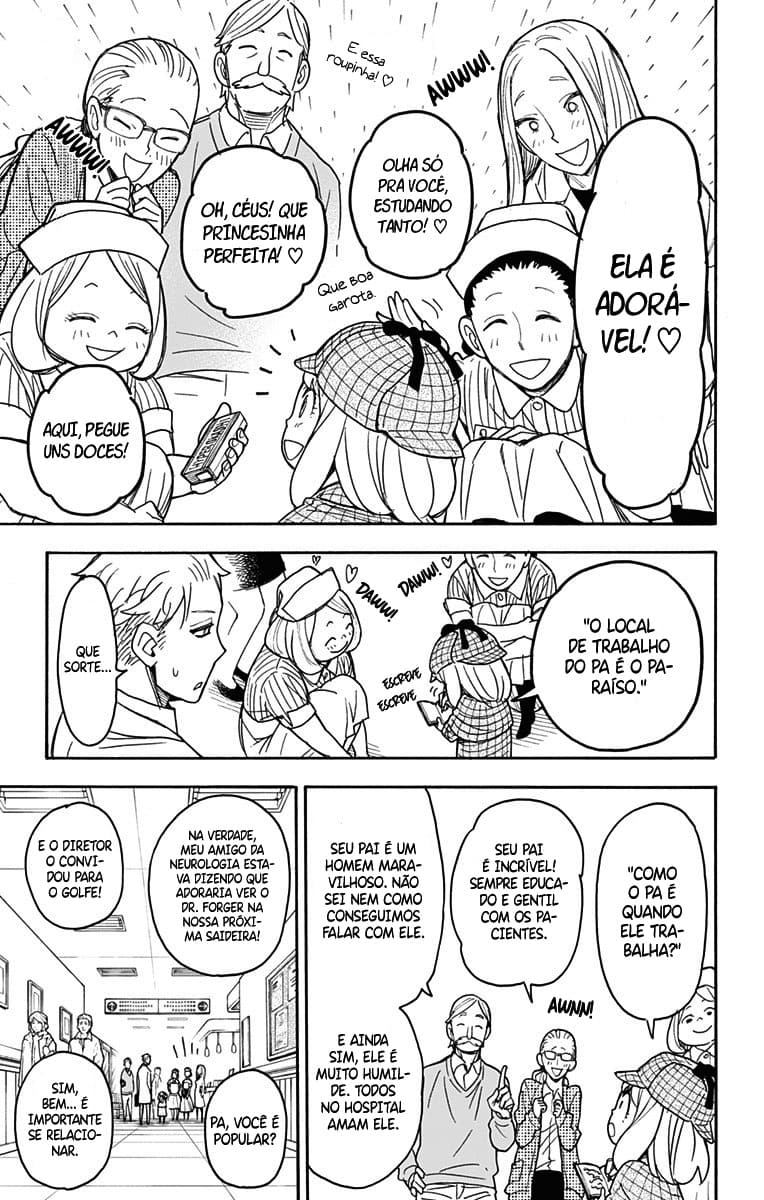 ELA É
ADORÁ-
VEL! ♡
AWWW!
E essa
roupinha! ♡
OLHA SÓ
PRA VOCÊ,
ESTUDANDO
TANTO! ♡
AWWW!
OH, CÉUS! QUE
PRINCESINHA
PERFEITA! ♡
Que boa
garota.
AQUI, PEGUE
UNS DOCES!
"O LOCAL
DE TRABALHO
DO PA É O PA-
RAÍSO."
DAWW!
DAWW!
ESCREVE
ESCREVE
QUE
SORTE...
"COMO
O PA É
QUANDO
ELE TRA-
BALHA?"
SEU PAI
É INCRÍVEL!
SEMPRE EDUCA-
DO E GENTIL
COM OS PA-
CIENTES.
AWNN!
SEU PAI É UM
HOMEM MARA-
VILHOSO. NÃO
SEI NEM COMO
CONSEGUIMOS
FALAR COM ELE.
E AINDA
SIM, ELE É
MUITO HUMIL-
DE. TODOS
NO HOSPITAL
AMAM ELE.
NA VERDADE,
MEU AMIGO DA
NEUROLOGIA ESTA-
VA DIZENDO QUE
ADORARIA VER O
DR. FORGER NA
NOSSA PRÓXI-
MA SAIDEIRA!
E O DIRETOR
O CONVI-
DOU PARA
O GOLFE!
PA, VOCÊ É
POPULAR?
SIM,
BEM... É
IMPORTANTE
SE RELACIO-
NAR.